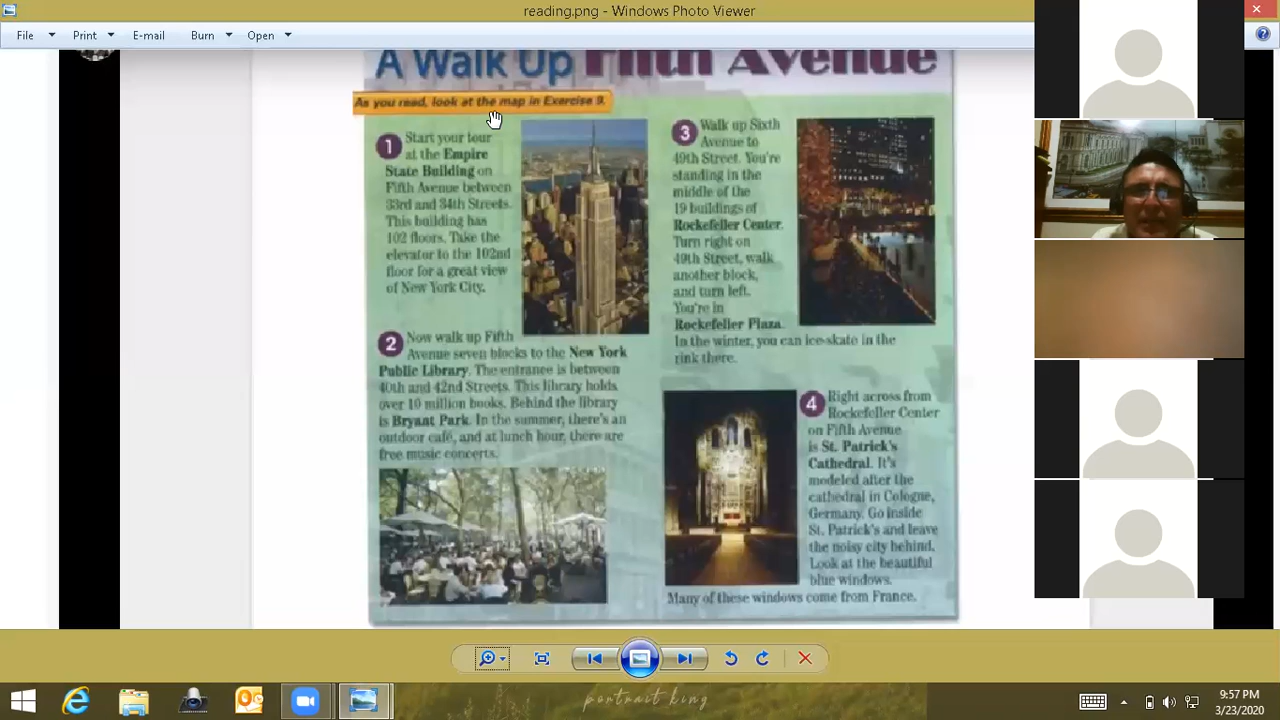 reading.png - Windows Photo Viewer
File Print E-mail Burn Open
A Walk Up Fifth Avenue
As you read, look at the map in Exercise 9.
1 Start your tour
at the Empire
State Building on
Fifth Avenue between
33rd and 34th Streets.
This building has
102 floors. Take the
elevator to the 102nd
floor for a great view
of New York City.
2 Now walk up Fifth
Avenue seven blocks to the New York
Public Library. The entrance is between
40th and 42nd Streets. This library holds
over 10 million books. Behind the library
is Bryant Park. In the summer, there's an
outdoor café, and at lunch hour, there are
free music concerts.
3 Walk up Sixth
Avenue to
49th Street. You're
standing in the
middle of the
19 buildings of
Rockefeller Center.
Turn right on
49th Street, walk
another block,
and turn left.
You're in
Rockefeller Plaza.
In the winter, you can ice-skate in the
rink there.
4 Right across from
Rockefeller Center
on Fifth Avenue
is St. Patrick's
Cathedral. It's
modeled after the
cathedral in Cologne,
Germany. Go inside
St. Patrick's and leave
the noisy city behind.
Look at the beautiful
blue windows.
Many of these windows come from France.
portrait king
9:57 PM
3/23/2020